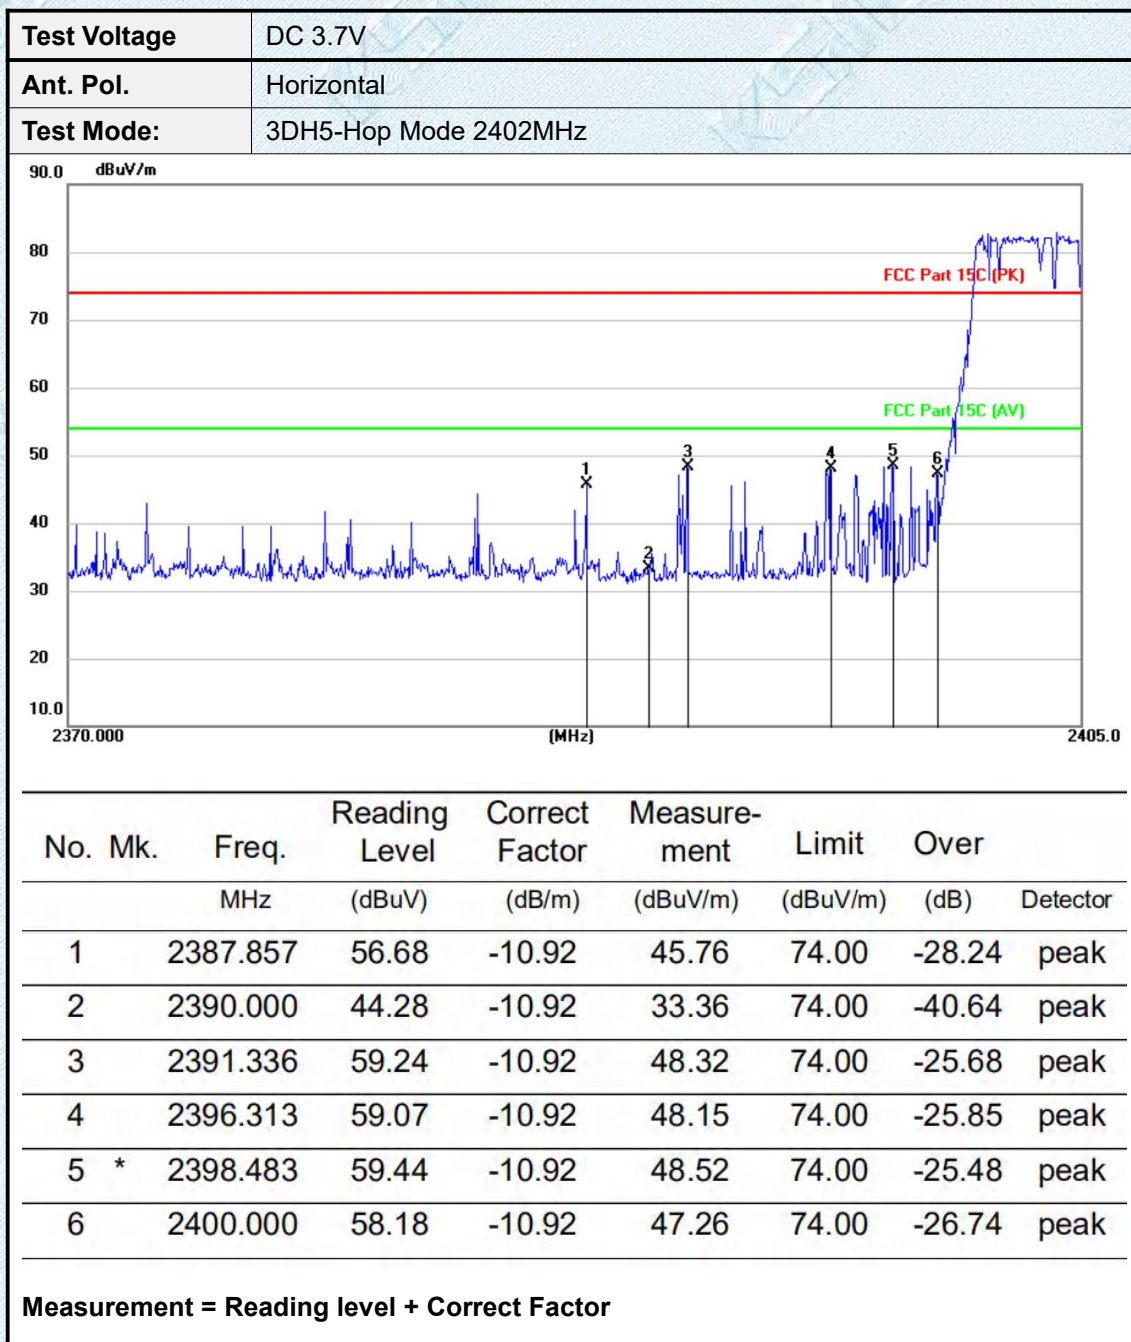 Test Voltage DC 3.7V
Ant. Pol. Horizontal
Test Mode: 3DH5-Hop Mode 2402MHz
90.0 dBuV/m
80
FCC Part 15C (PK)
70
60
FCC Part 15C (AV)
50
1 2 3 4 5 6
40
30
20
10.0
2370.000 (MHz) 2405.0
No. Mk. Freq. Reading Level Correct Factor Measure-ment Limit Over
MHz (dBuV) (dB/m) (dBuV/m) (dBuV/m) (dB) Detector
1 2387.857 56.68 -10.92 45.76 74.00 -28.24 peak
2 2390.000 44.28 -10.92 33.36 74.00 -40.64 peak
3 2391.336 59.24 -10.92 48.32 74.00 -25.68 peak
4 2396.313 59.07 -10.92 48.15 74.00 -25.85 peak
5 * 2398.483 59.44 -10.92 48.52 74.00 -25.48 peak
6 2400.000 58.18 -10.92 47.26 74.00 -26.74 peak
Measurement = Reading level + Correct Factor